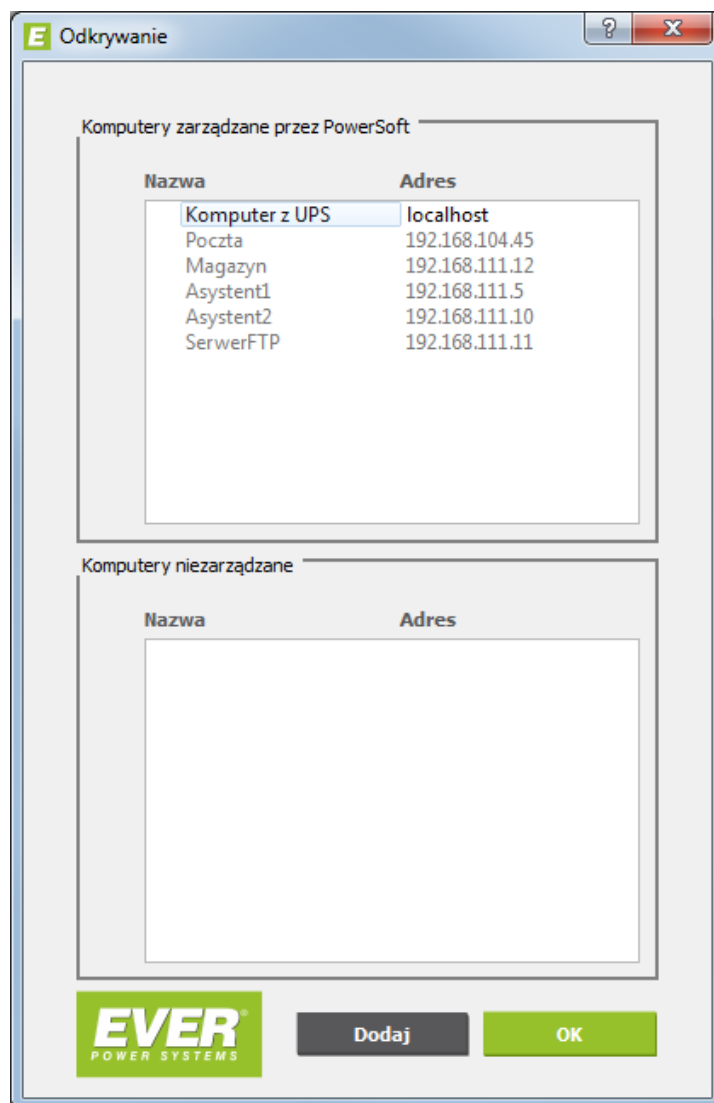 E Odkrywanie ? X
Komputery zarządzane przez PowerSoft
Nazwa Adres
Komputer z UPS localhost
Poczta 192.168.104.45
Magazyn 192.168.111.12
Asystent1 192.168.111.5
Asystent2 192.168.111.10
SerwerFTP 192.168.111.11
Komputery niezarządzane
Nazwa Adres
EVER®
POWER SYSTEMS
Dodaj OK